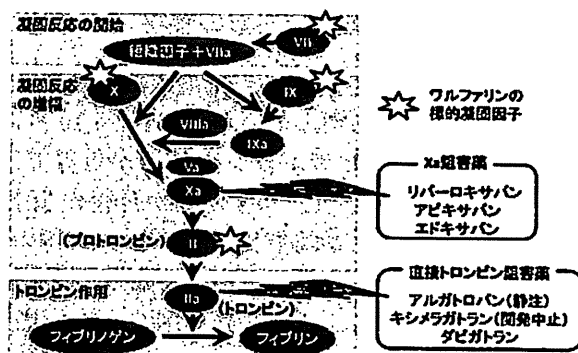 凝固反応の開始
VII
組織因子+VIIa
凝固反応
の増幅
X
IX
ワルファリンの
標的凝固因子
VIIIa
IXa
Va
Xa
Xa阻害薬
リバーロキサバン
アピキサバン
エドキサバン
(プロトロンビン)
II
トロンビン作用
IIa
(トロンビン)
フィブリノゲン
フィブリン
直接トロンビン阻害薬
アルガトロバン(静注)
キシメラガトラン(開発中止)
ダビガトラン